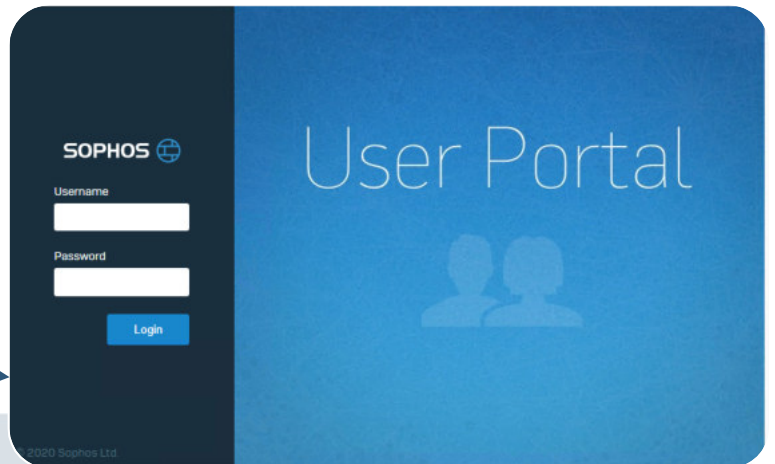 SOPHOS
User Portal
Username
Password
Login
© 2020 Sophos Ltd